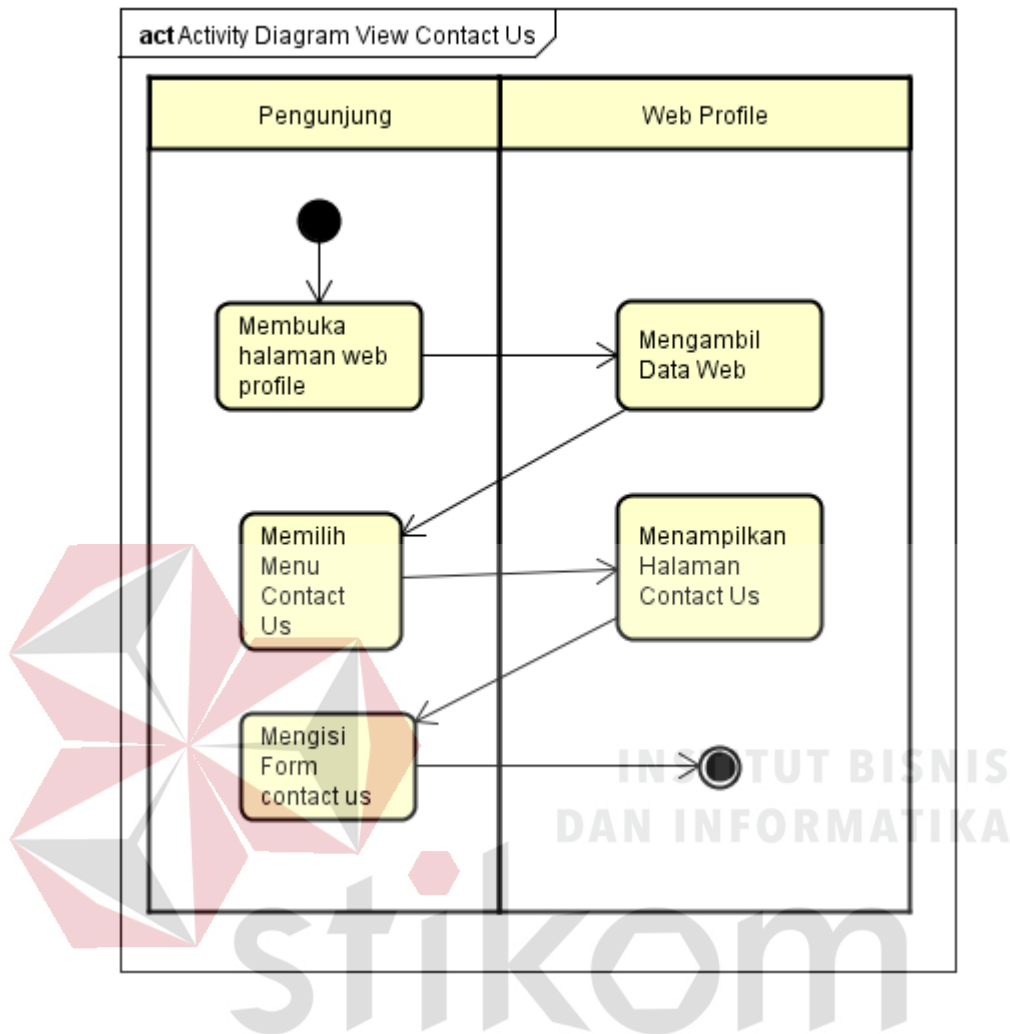 act Activity Diagram View Contact Us
Pengunjung
Web Profile
Membuka
halaman web
profile
Mengambil
Data Web
Memilih
Menu
Contact
Us
Menampilkan
Halaman
Contact Us
Mengisi
Form
contact us
INSTITUT BISNIS
DAN INFORMATIKA
stikom